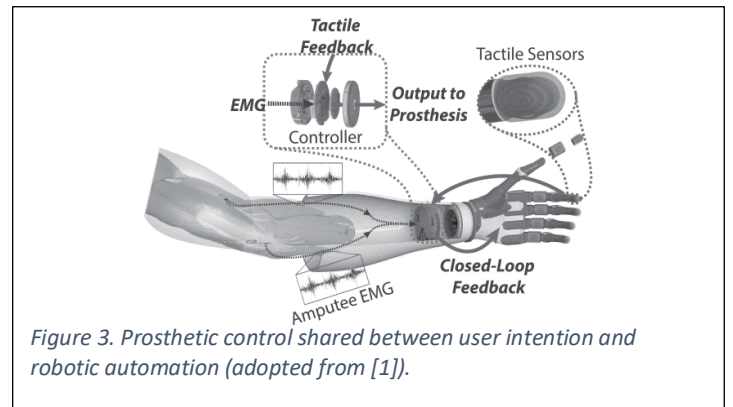 Tactile
Feedback
Tactile Sensors
EMG
Output to
Prosthesis
Controller
Closed-Loop
Feedback
Amputee EMG
Figure 3. Prosthetic control shared between user intention and
robotic automation (adopted from [1]).